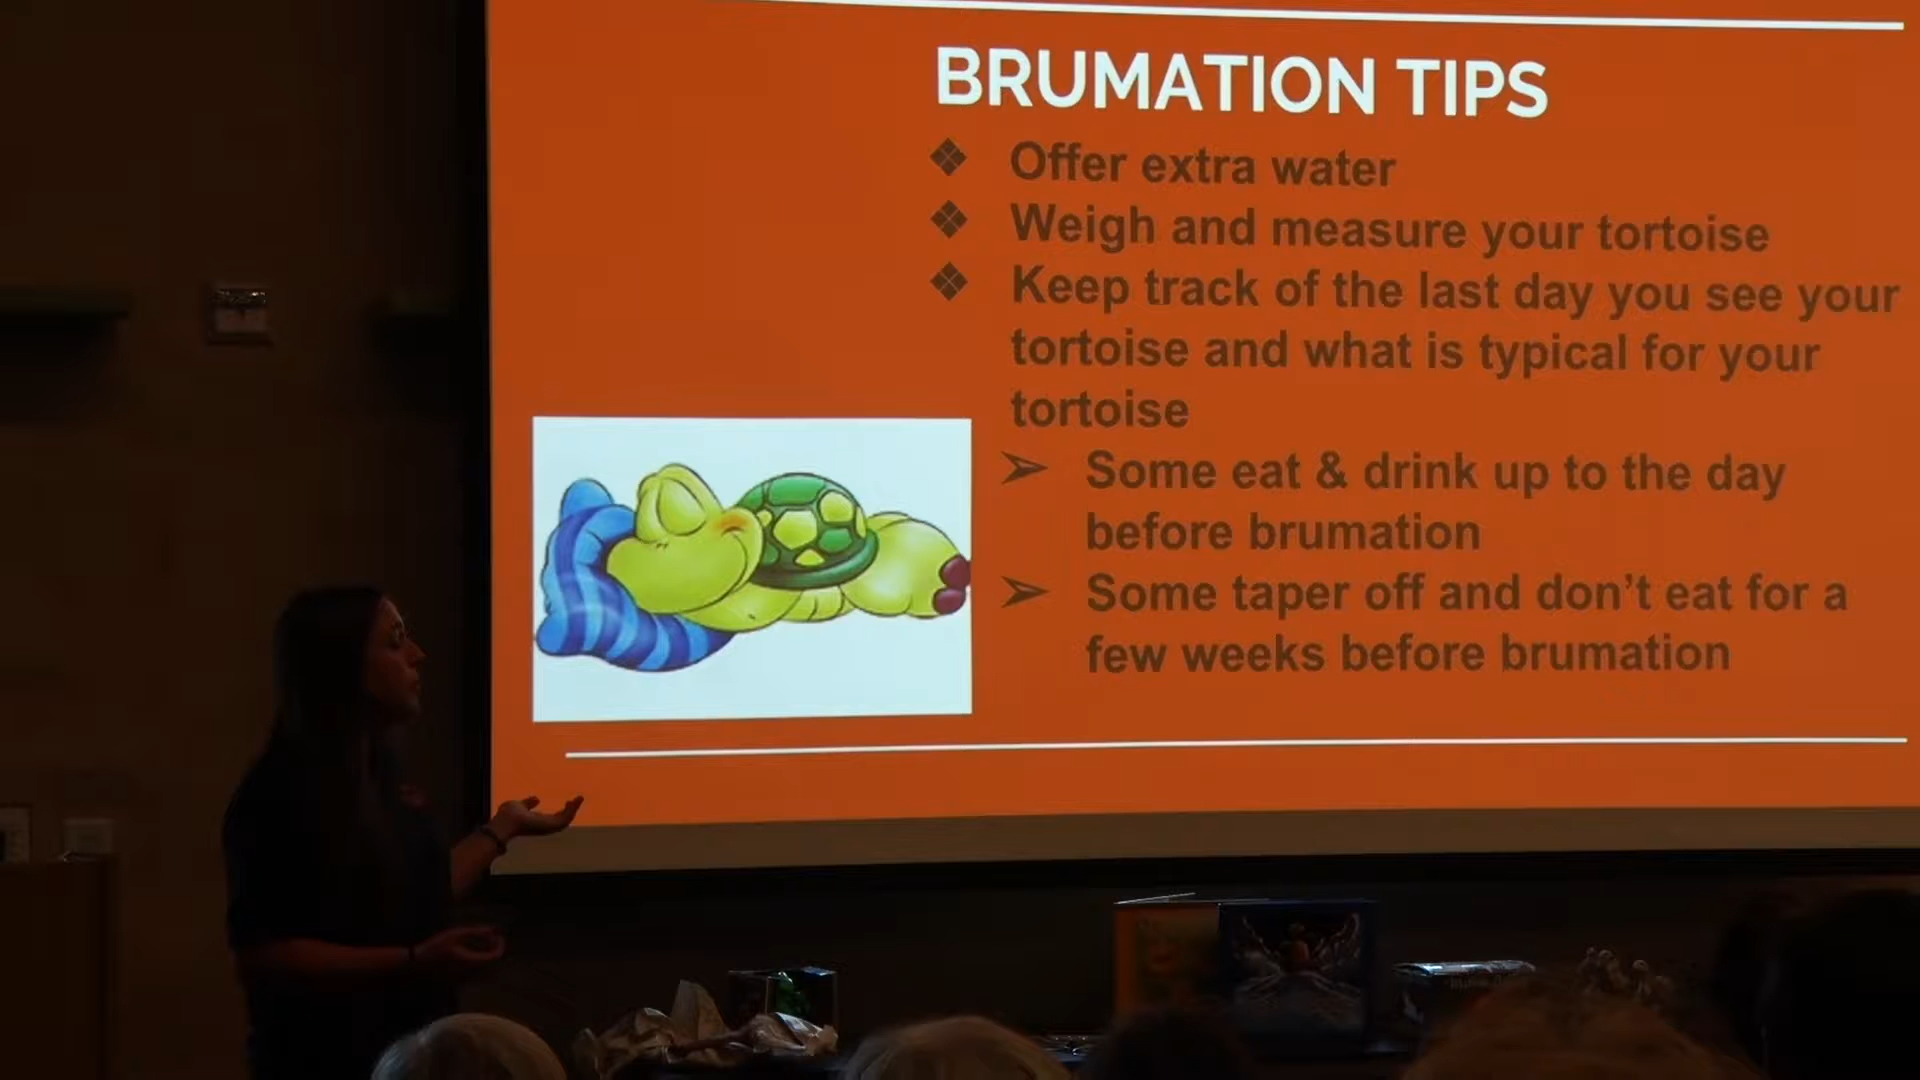 BRUMATION TIPS
Offer extra water
Weigh and measure your tortoise
Keep track of the last day you see your
tortoise and what is typical for your
tortoise
Some eat & drink up to the day
before brumation
Some taper off and don’t eat for a
few weeks before brumation